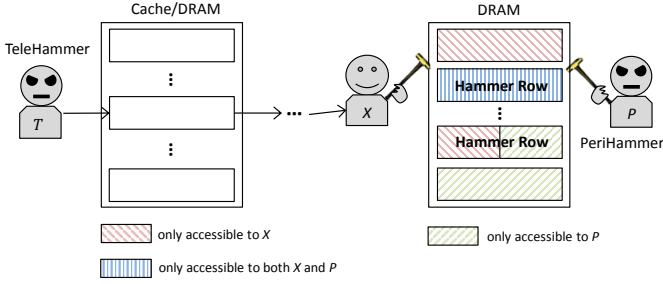 Cache/DRAM
DRAM
TeleHammer
Hammer Row
T
...
X
P
Hammer Row
PeriHammer
only accessible to X
only accessible to P
only accessible to both X and P